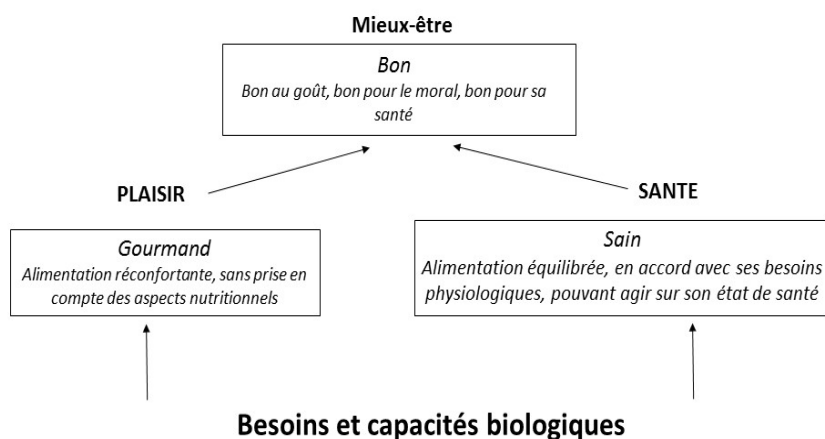 Mieux-être
Bon
Bon au goût, bon pour le moral, bon pour sa
santé
PLAISIR
SANTE
Gourmand
Alimentation réconfortante, sans prise en
compte des aspects nutritionnels
Sain
Alimentation équilibrée, en accord avec ses besoins
physiologiques, pouvant agir sur son état de santé
Besoins et capacités biologiques